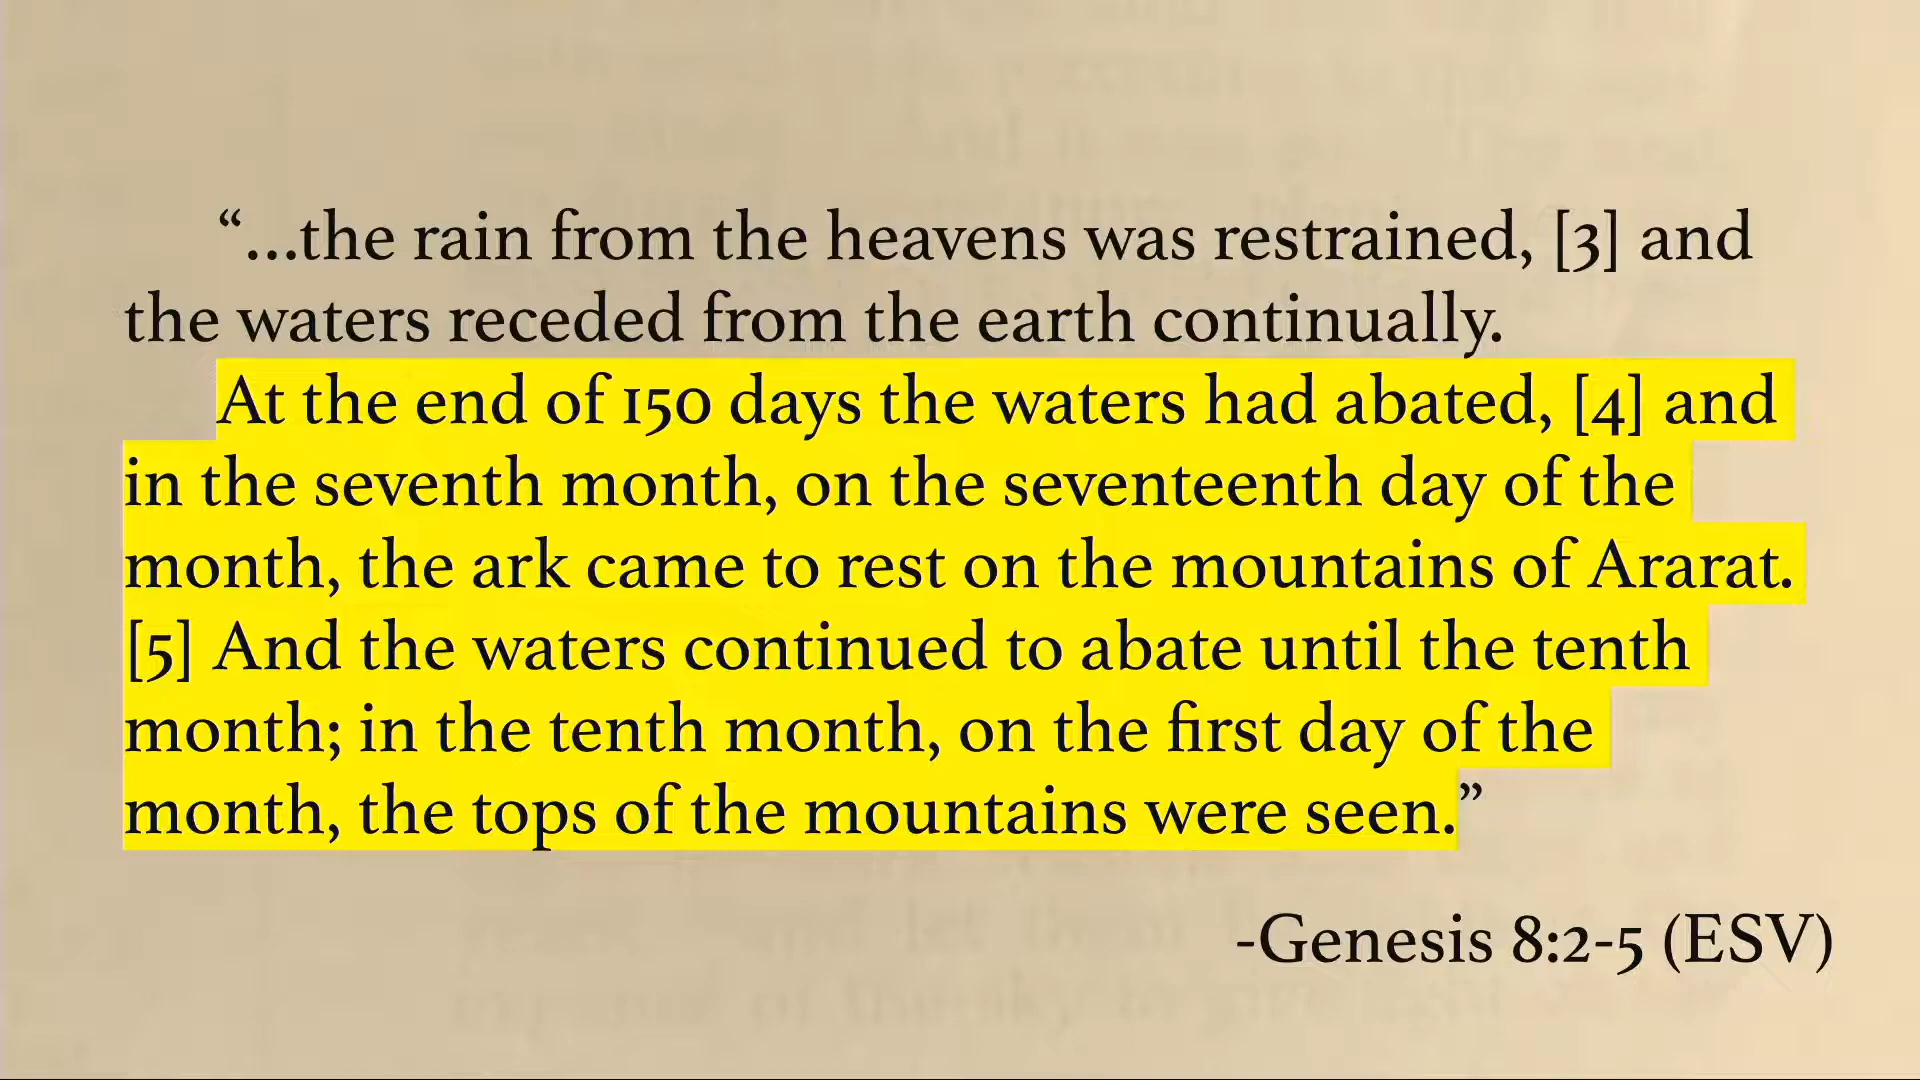 “...the rain from the heavens was restrained, [3] and
the waters receded from the earth continually.
At the end of 150 days the waters had abated, [4] and
in the seventh month, on the seventeenth day of the
month, the ark came to rest on the mountains of Ararat.
[5] And the waters continued to abate until the tenth
month; in the tenth month, on the first day of the
month, the tops of the mountains were seen.”
-Genesis 8:2-5 (ESV)